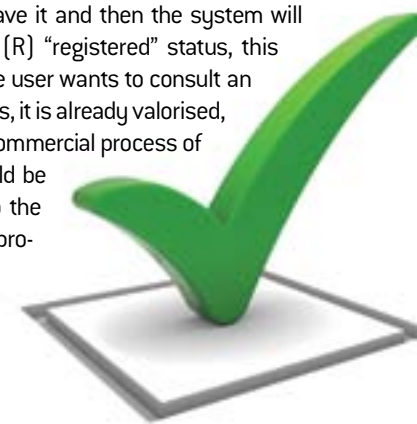 ave it and then the system will
(R) “registered” status, this
e user wants to consult an
s, it is already valorised,
ommercial process of
ld be
the
pro-